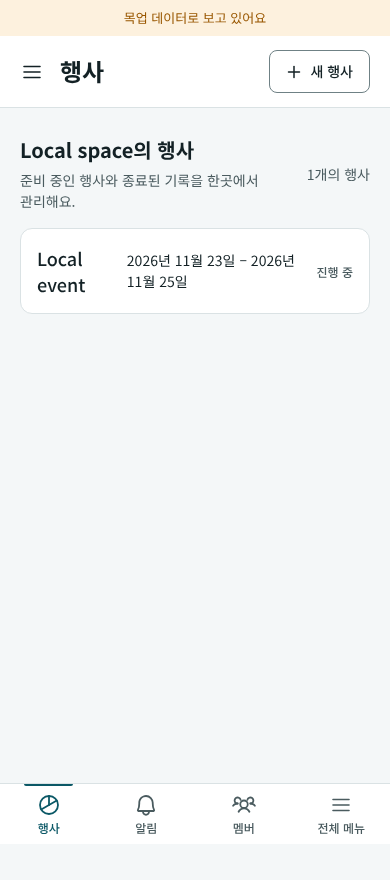 목업 데이터로 보고 있어요
행사
새 행사
Local space의 행사
준비 중인 행사와 종료된 기록을 한곳에서
관리해요.
1개의 행사
Local
event
2026년 11월 23일 – 2026년
11월 25일
진행 중
행사
알림
멤버
전체 메뉴